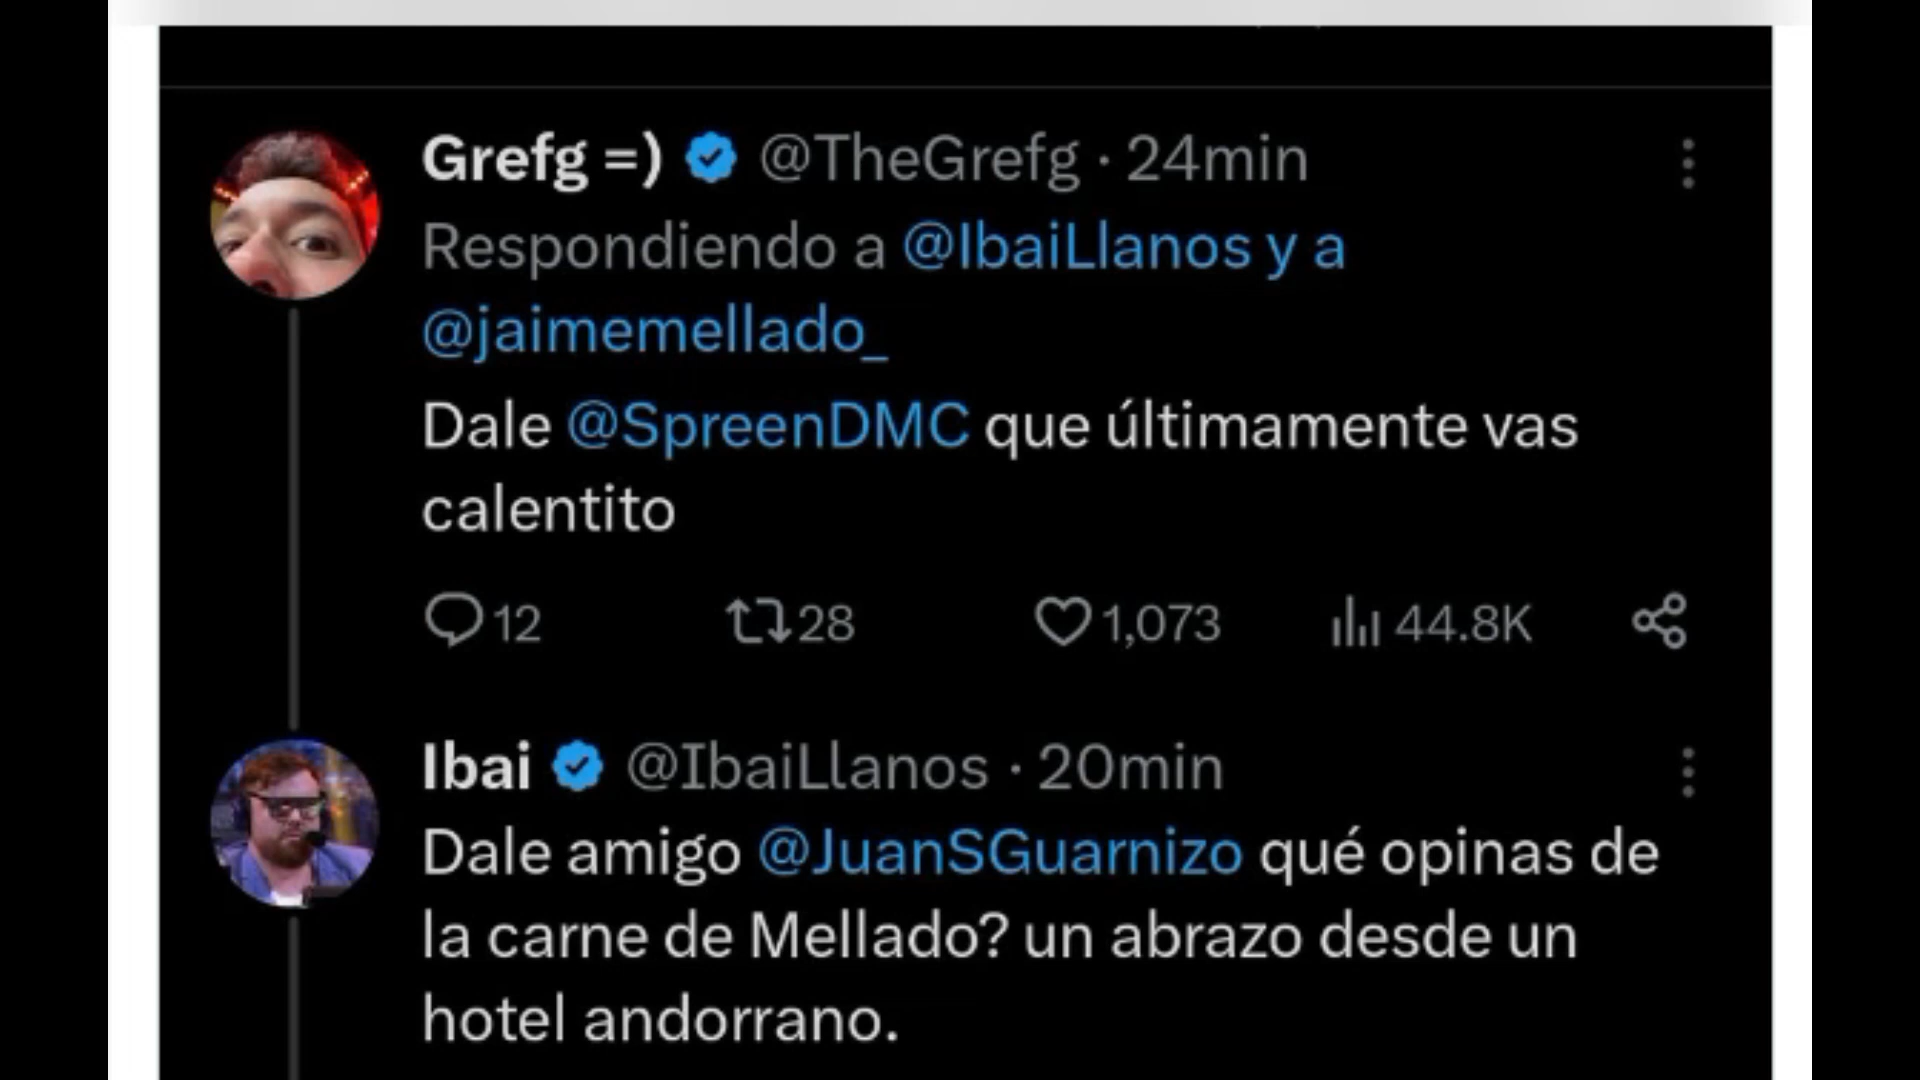 Grefg =) @TheGrefg · 24min
Respondiendo a @IbaiLlanos y a
@jaimemellado_
Dale @SpreenDMC que últimamente vas
calentito
12 28 1,073 44.8K
Ibai @IbaiLlanos · 20min
Dale amigo @JuanSGuarnizo qué opinas de
la carne de Mellado? un abrazo desde un
hotel andorrano.